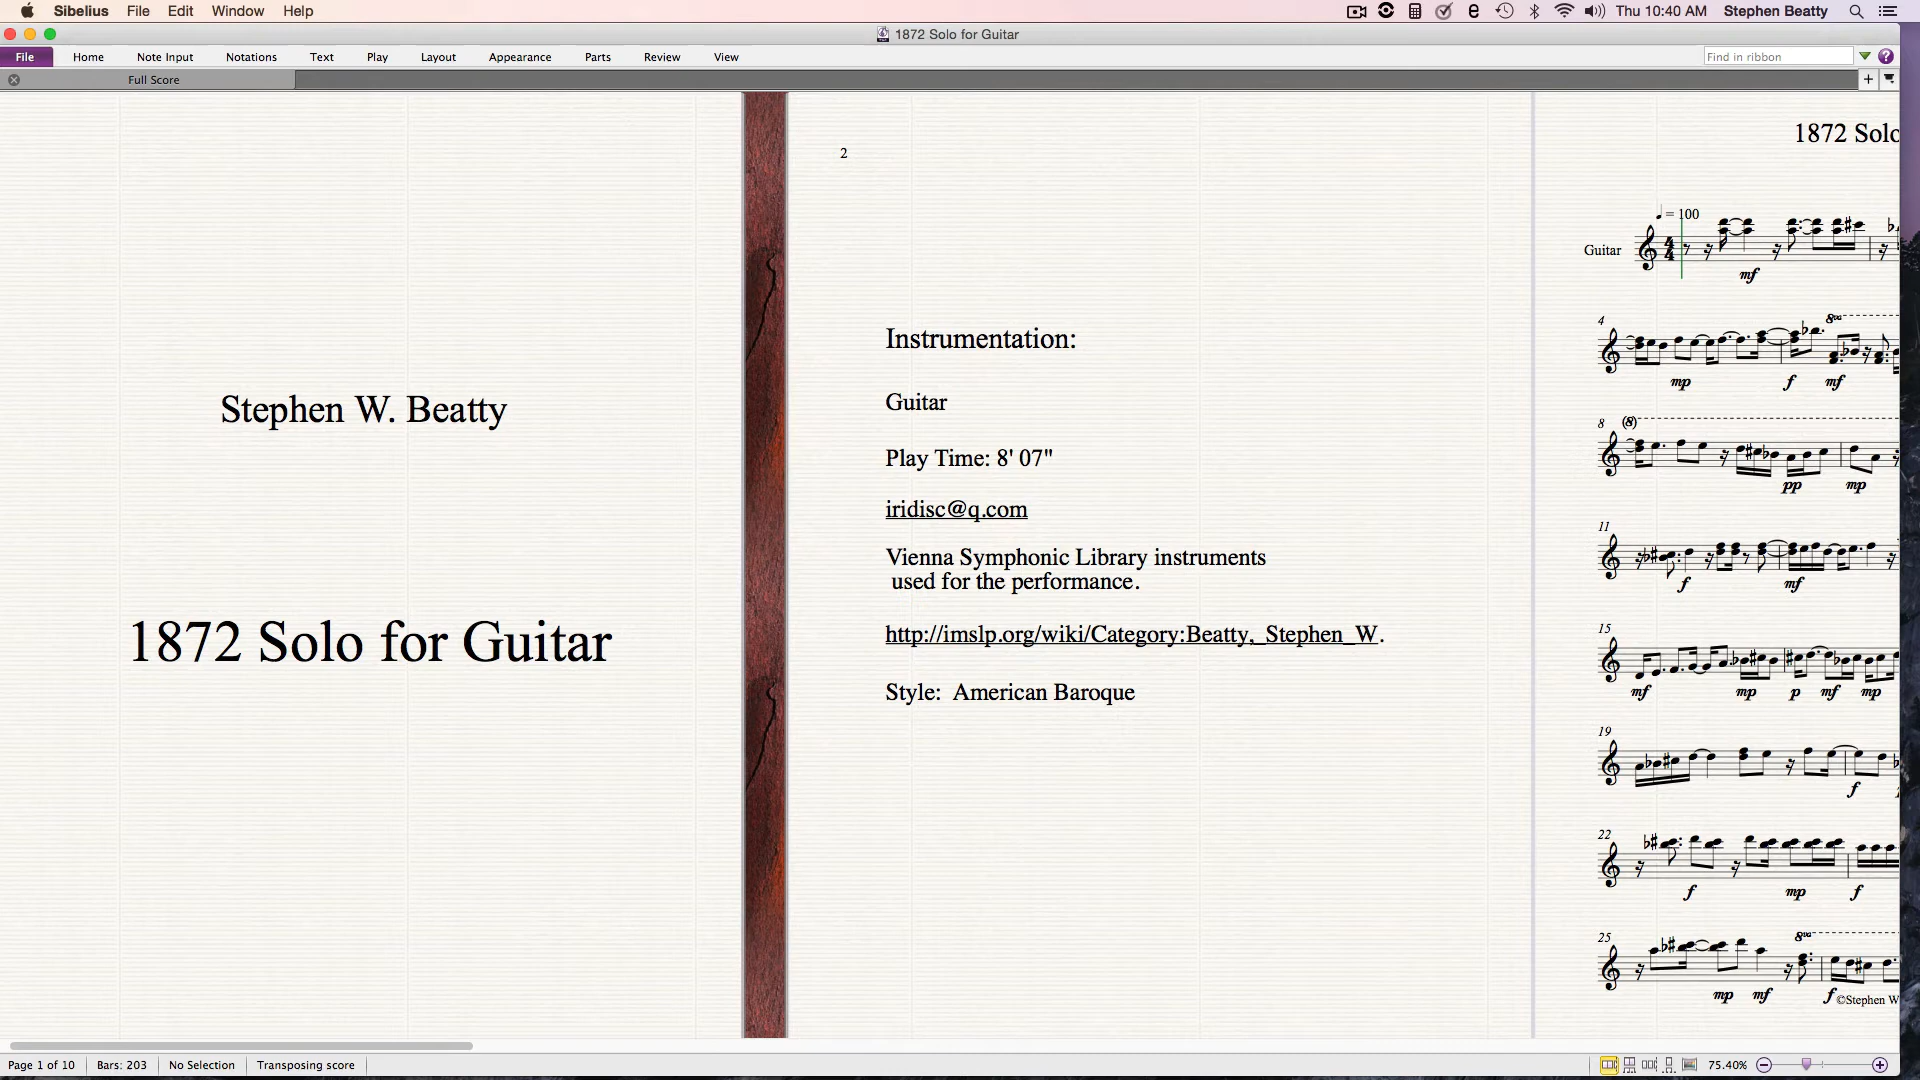 Sibelius File Edit Window Help
Thu 10:40 AM Stephen Beatty
1872 Solo for Guitar
File Home Note Input Notations Text Play Layout Appearance Parts Review View
Find in ribbon
Full Score
Stephen W. Beatty
1872 Solo for Guitar
2
Instrumentation:
Guitar
Play Time: 8' 07"
iridisc@q.com
Vienna Symphonic Library instruments
used for the performance.
http://imslp.org/wiki/Category:Beatty,_Stephen_W.
Style: American Baroque
1872 Solo
= 100
Guitar
mf
4
8va
mp f mf
8
(8)
pp mp
11
f mf
15
mf mp p mf mp
19
f
22
f mp f
25
8va
mp mf f
©Stephen W
Page 1 of 10 Bars: 203 No Selection Transposing score
75.40%